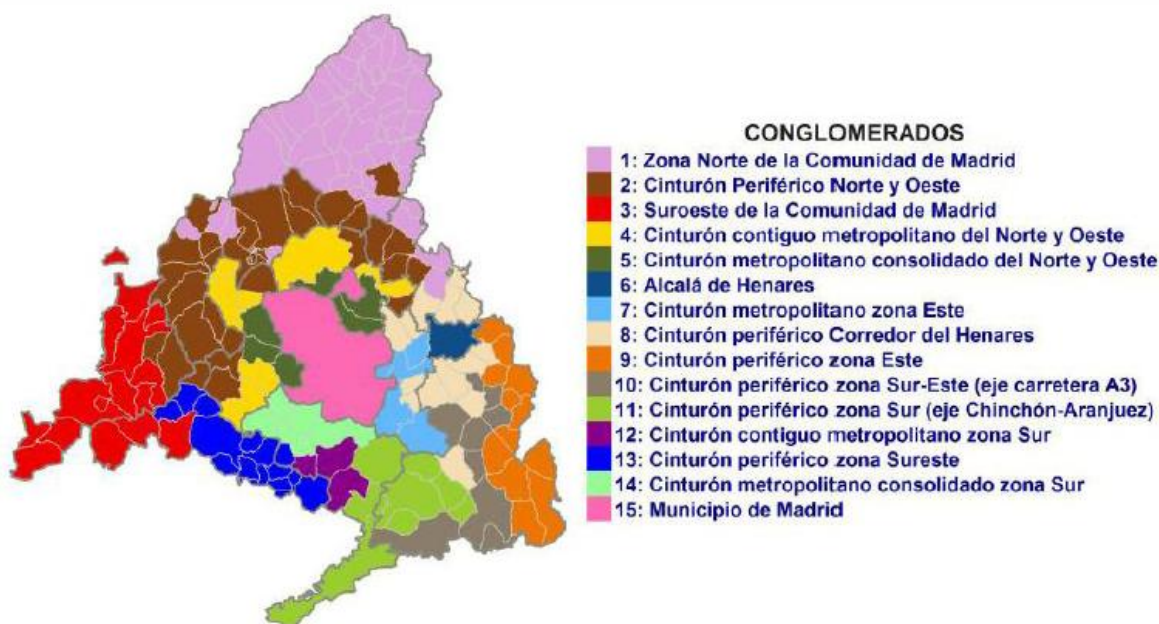 CONGLOMERADOS
1: Zona Norte de la Comunidad de Madrid
2: Cinturón Periférico Norte y Oeste
3: Suroeste de la Comunidad de Madrid
4: Cinturón contiguo metropolitano del Norte y Oeste
5: Cinturón metropolitano consolidado del Norte y Oeste
6: Alcalá de Henares
7: Cinturón metropolitano zona Este
8: Cinturón periférico Corredor del Henares
9: Cinturón periférico zona Este
10: Cinturón periférico zona Sur-Este (eje carretera A3)
11: Cinturón periférico zona Sur (eje Chinchón-Aranjuez)
12: Cinturón contiguo metropolitano zona Sur
13: Cinturón periférico zona Sureste
14: Cinturón metropolitano consolidado zona Sur
15: Municipio de Madrid